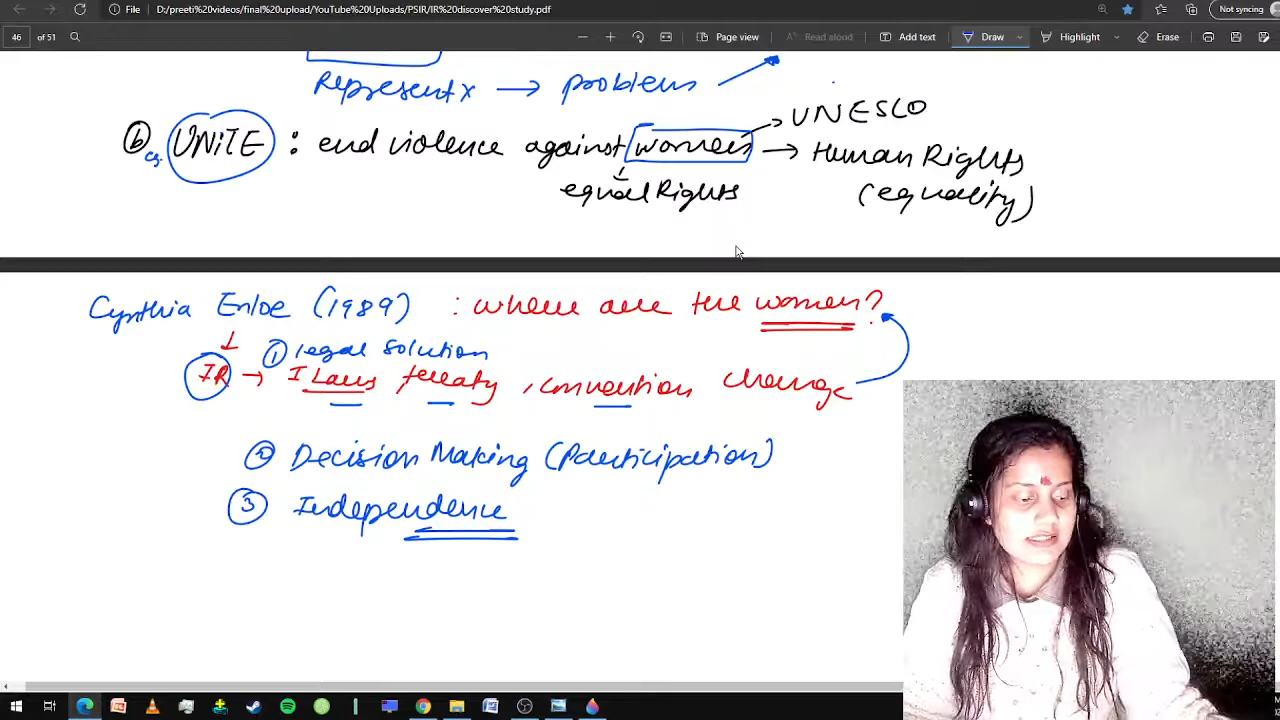 File | D:/preeti%20videos/final%20upload/YouTube%20Uploads/PSIR/IR%20discover%20study.pdf
Not syncing
46 of 51
Page view
Read aloud
Add text
Draw
Highlight
Erase
Represent x → problems
b eg. UNiTE : end violence against women → UNESCO
→ Human Rights
equal Rights
(equality)
Cynthia Enloe (1989) : where are the women?
① legal solution
IR → I Laws treaty, convention change
② Decision Making (Participation)
③ Independence